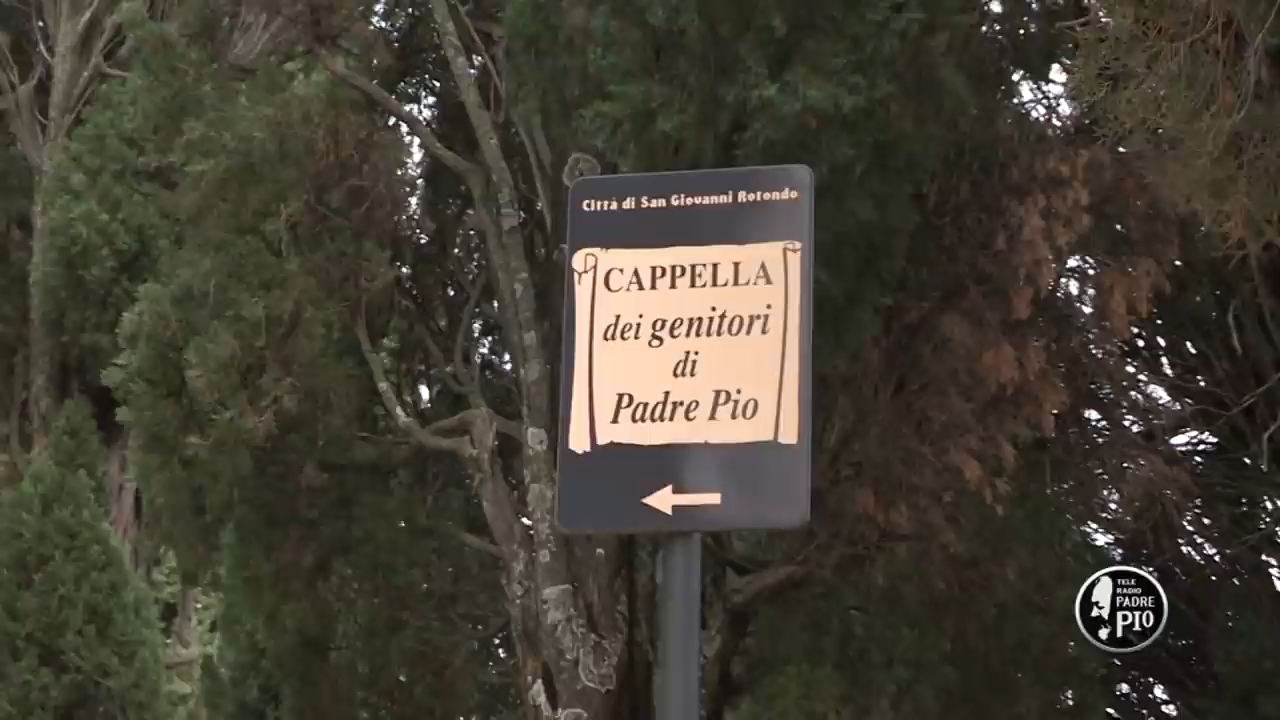 Città di San Giovanni Rotondo
CAPPELLA
dei genitori
di
Padre Pio
TELE
RADIO
PADRE
PIO